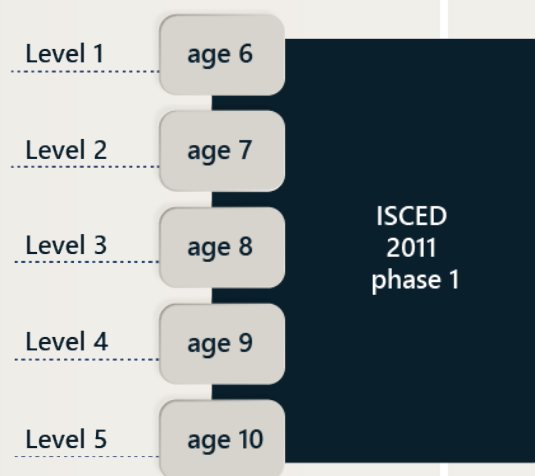 Level 1 age 6
Level 2 age 7
Level 3 age 8
ISCED
2011
phase 1
Level 4 age 9
Level 5 age 10